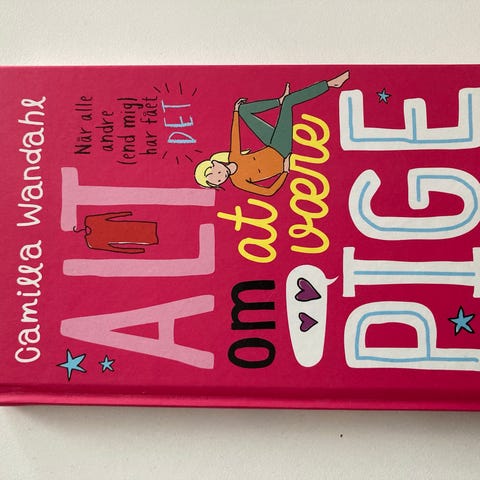 Camilla Wandahl
Når alle
andre
(end mig)
har fået
DET
ALT
om at
være
PIGE